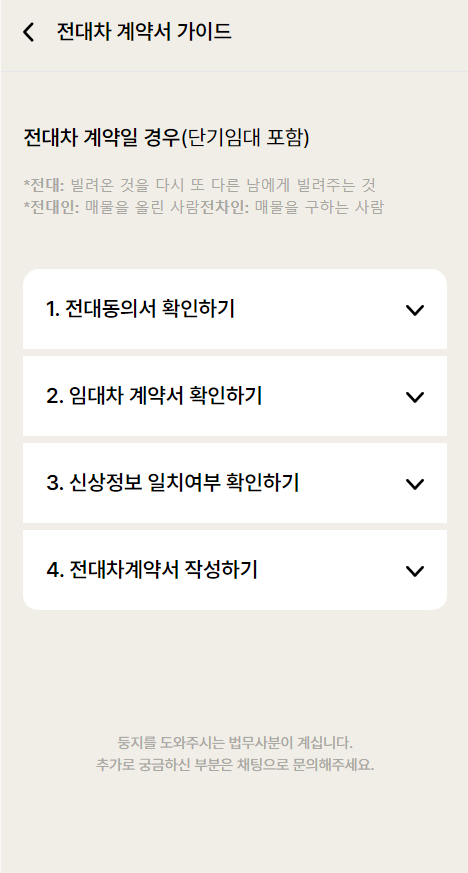 전대차 계약서 가이드
전대차 계약일 경우(단기임대 포함)
*전대: 빌려온 것을 다시 또 다른 남에게 빌려주는 것
*전대인: 매물을 올린 사람전차인: 매물을 구하는 사람
1. 전대동의서 확인하기
2. 임대차 계약서 확인하기
3. 신상정보 일치여부 확인하기
4. 전대차계약서 작성하기
둥지를 도와주시는 법무사분이 계십니다.
추가로 궁금하신 부분은 채팅으로 문의해주세요.